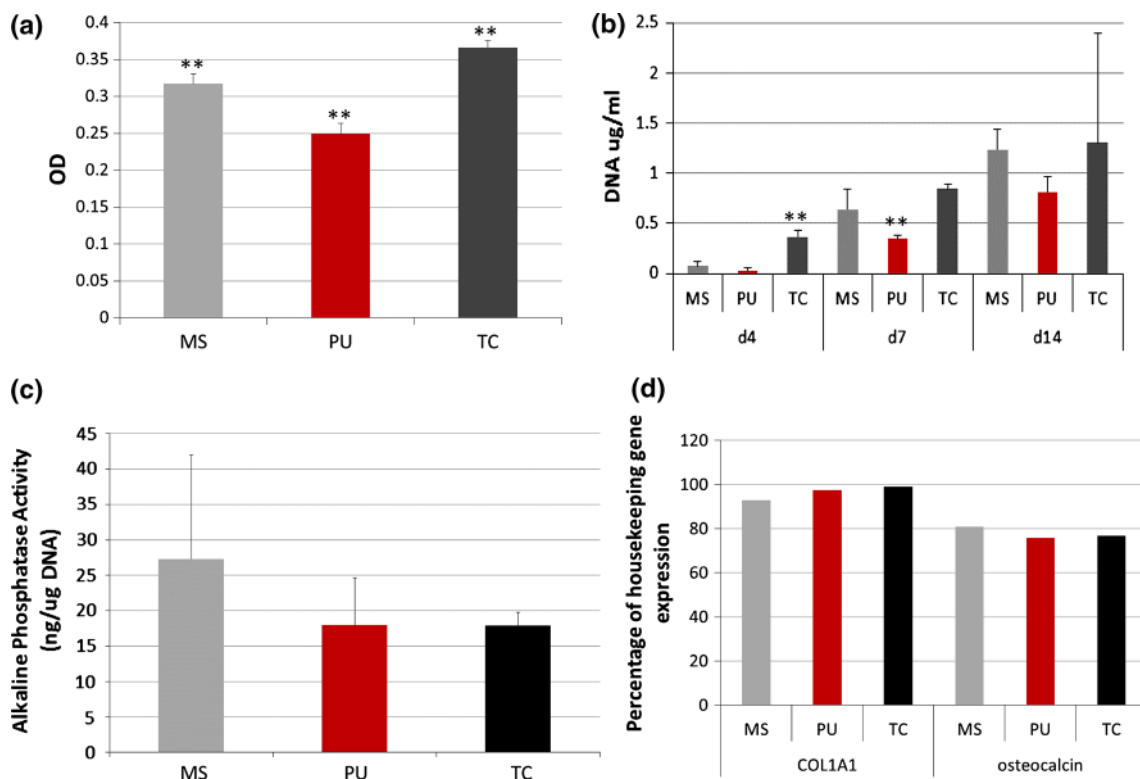 (a)
0.4
0.35
0.3
0.25
0.2
0.15
0.1
0.05
0
OD
**
**
**
MS PU TC
(b)
3
2.5
2
1.5
1
0.5
0
DNA ug/ml
**
**
MS PU TC MS PU TC MS PU TC
d4 d7 d14
(c)
45
40
35
30
25
20
15
10
5
0
Alkaline Phosphatase Activity
(ng/ug DNA)
MS PU TC
(d)
120
100
80
60
40
20
0
Percentage of housekeeping gene
expression
MS PU TC MS PU TC
COL1A1 osteocalcin